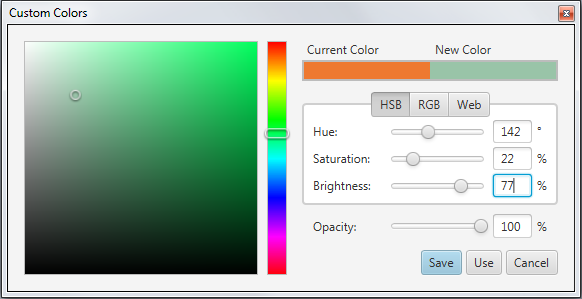 Custom Colors
Current Color New Color
HSB RGB Web
Hue: 142 °
Saturation: 22 %
Brightness: 77 %
Opacity: 100 %
Save Use Cancel